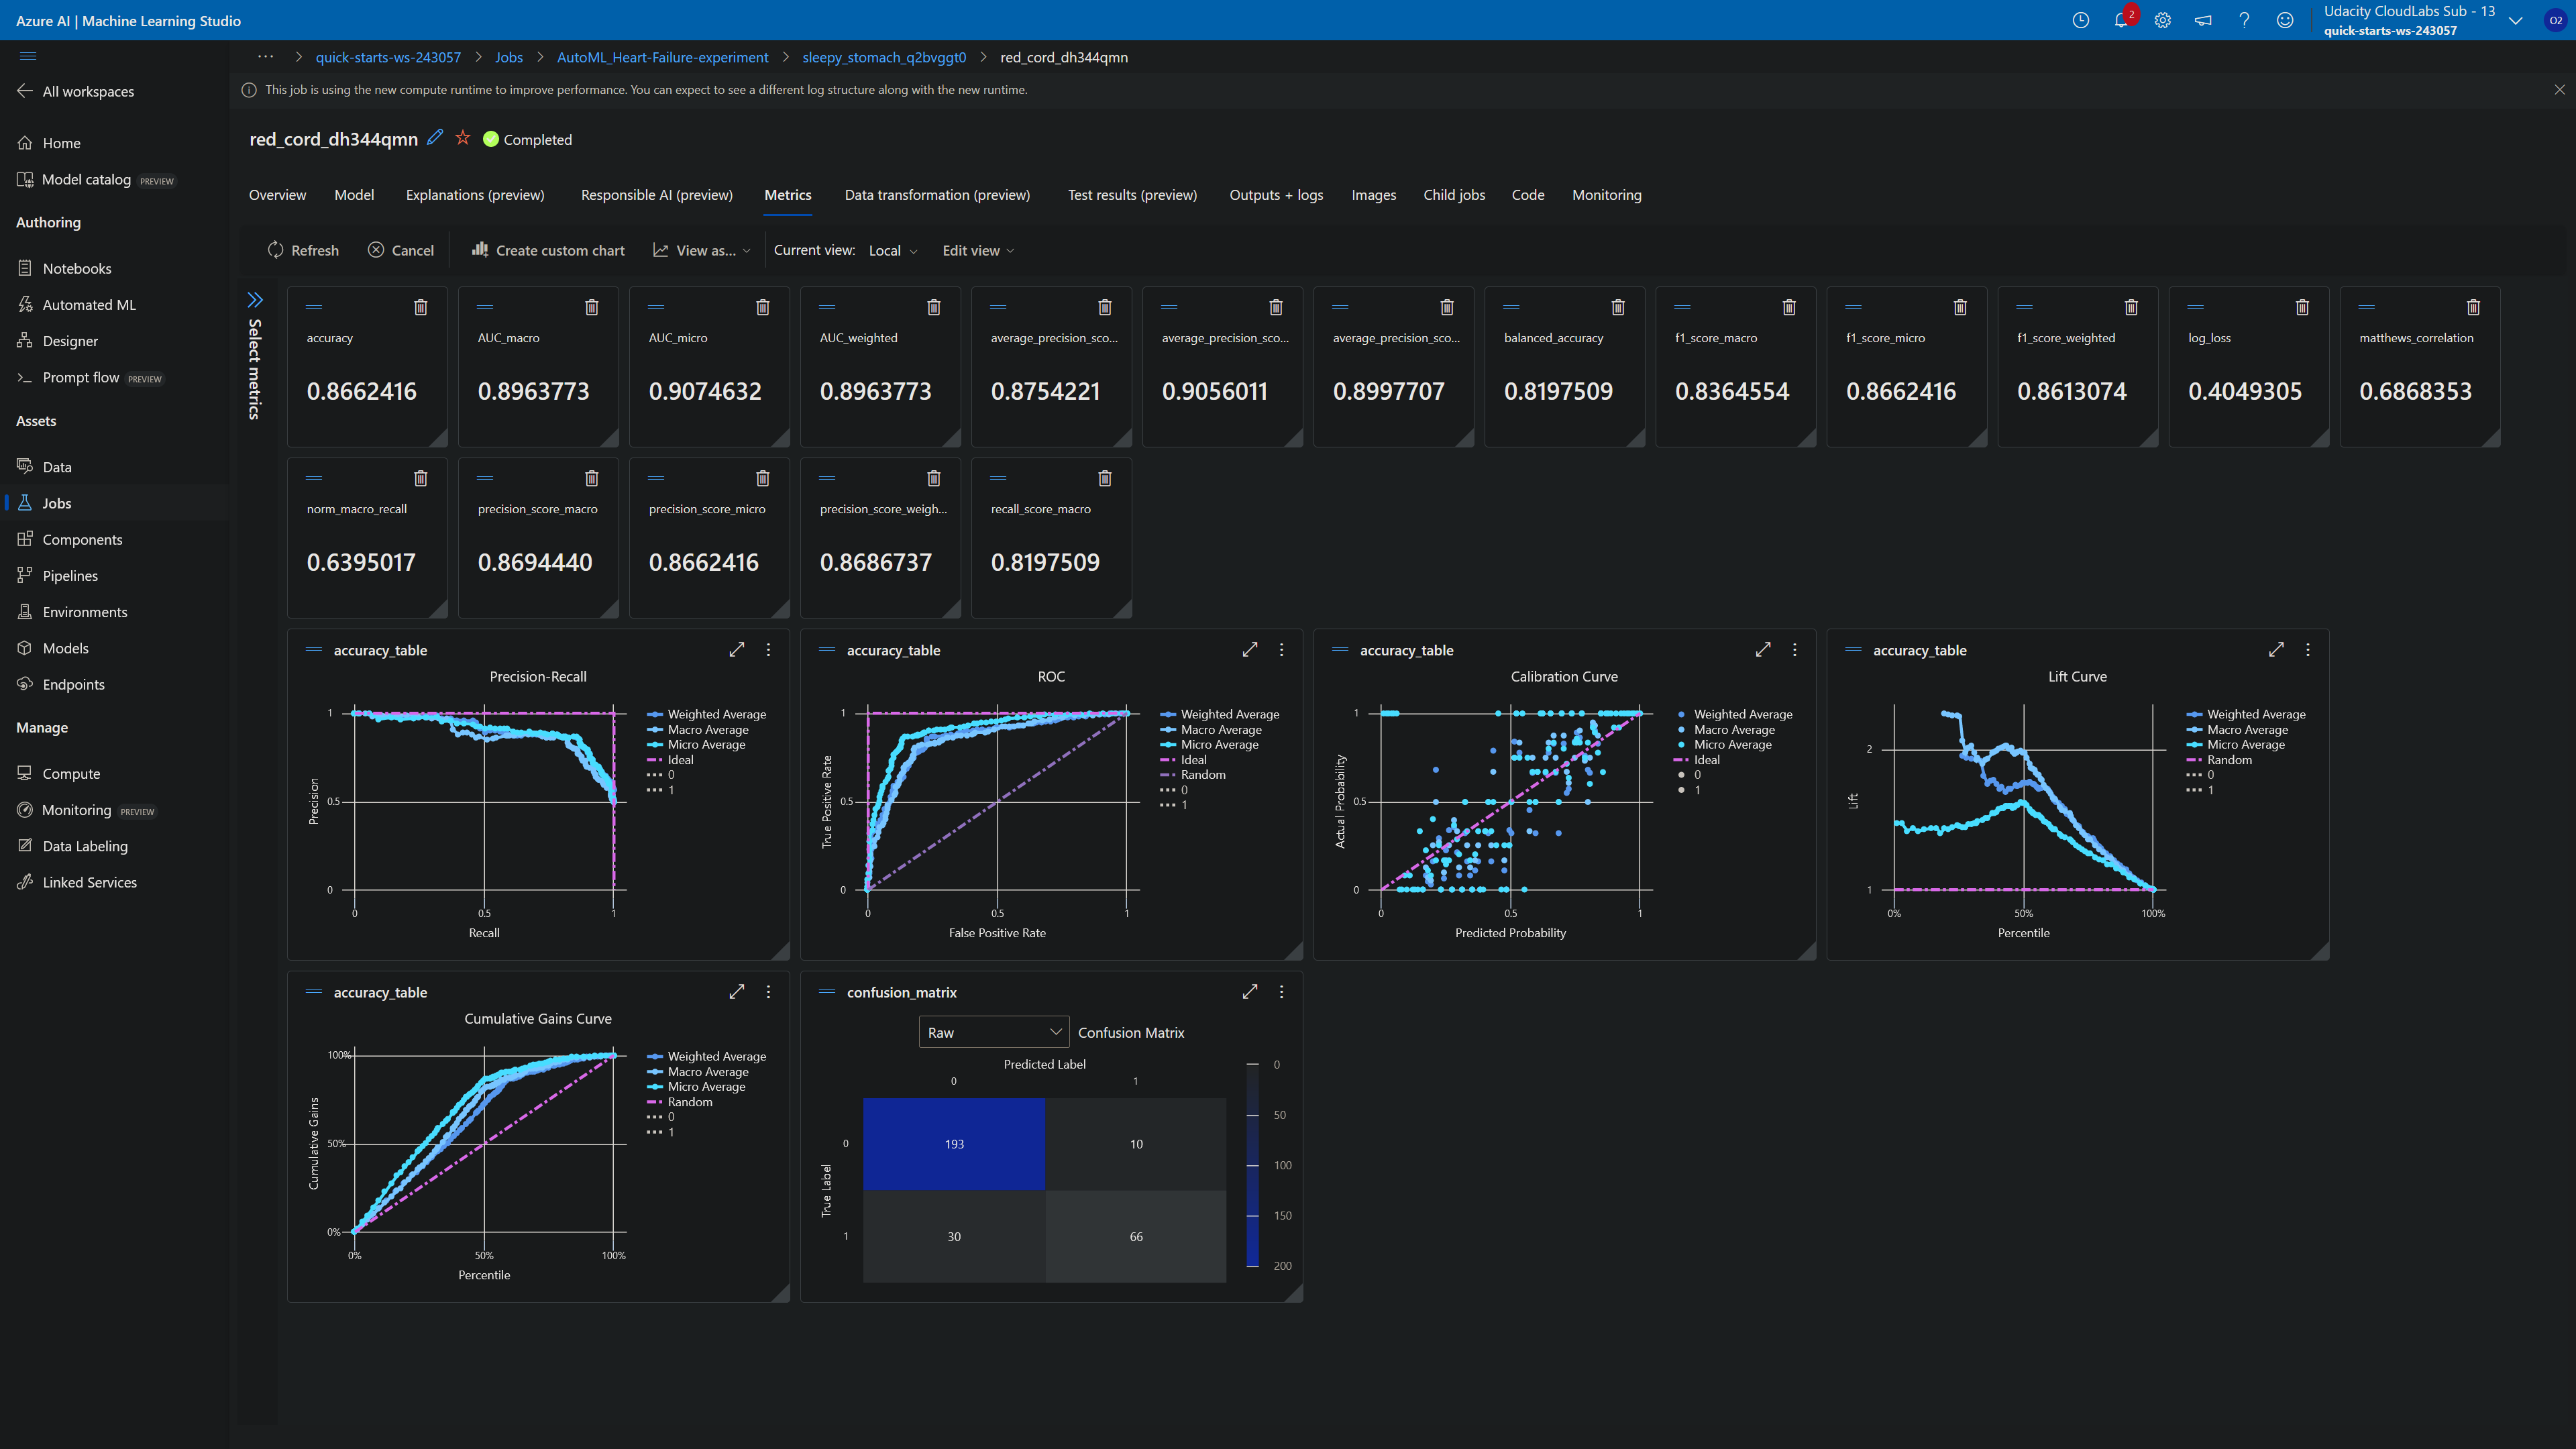 Azure AI | Machine Learning Studio
2
Udacity CloudLabs Sub - 13
quick-starts-ws-243057
O2
All workspaces
Home
Model catalog PREVIEW
Authoring
Notebooks
Automated ML
Designer
Prompt flow PREVIEW
Assets
Data
Jobs
Components
Pipelines
Environments
Models
Endpoints
Manage
Compute
Monitoring PREVIEW
Data Labeling
Linked Services
... > quick-starts-ws-243057 > Jobs > AutoML_Heart-Failure-experiment > sleepy_stomach_q2bvggt0 > red_cord_dh344qmn
This job is using the new compute runtime to improve performance. You can expect to see a different log structure along with the new runtime.
red_cord_dh344qmn Completed
Overview Model Explanations (preview) Responsible AI (preview) Metrics Data transformation (preview) Test results (preview) Outputs + logs Images Child jobs Code Monitoring
Refresh Cancel Create custom chart View as... Current view: Local Edit view
Select metrics
accuracy
0.8662416
AUC_macro
0.8963773
AUC_micro
0.9074632
AUC_weighted
0.8963773
average_precision_sco...
0.8754221
average_precision_sco...
0.9056011
average_precision_sco...
0.8997707
balanced_accuracy
0.8197509
f1_score_macro
0.8364554
f1_score_micro
0.8662416
f1_score_weighted
0.8613074
log_loss
0.4049305
matthews_correlation
0.6868353
norm_macro_recall
0.6395017
precision_score_macro
0.8694440
precision_score_micro
0.8662416
precision_score_weigh...
0.8686737
recall_score_macro
0.8197509
accuracy_table
Precision-Recall
Precision
1
0.5
0
0 0.5 1
Recall
Weighted Average
Macro Average
Micro Average
Ideal
0
1
accuracy_table
ROC
True Positive Rate
1
0.5
0
0 0.5 1
False Positive Rate
Weighted Average
Macro Average
Micro Average
Ideal
Random
0
1
accuracy_table
Calibration Curve
Actual Probability
1
0.5
0
0 0.5 1
Predicted Probability
Weighted Average
Macro Average
Micro Average
Ideal
0
1
accuracy_table
Lift Curve
Lift
2
1
0% 50% 100%
Percentile
Weighted Average
Macro Average
Micro Average
Random
0
1
accuracy_table
Cumulative Gains Curve
Cumulative Gains
100%
50%
0%
0% 50% 100%
Percentile
Weighted Average
Macro Average
Micro Average
Random
0
1
confusion_matrix
Raw Confusion Matrix
Predicted Label
0 1
True Label
0 193 10
1 30 66
0
50
100
150
200